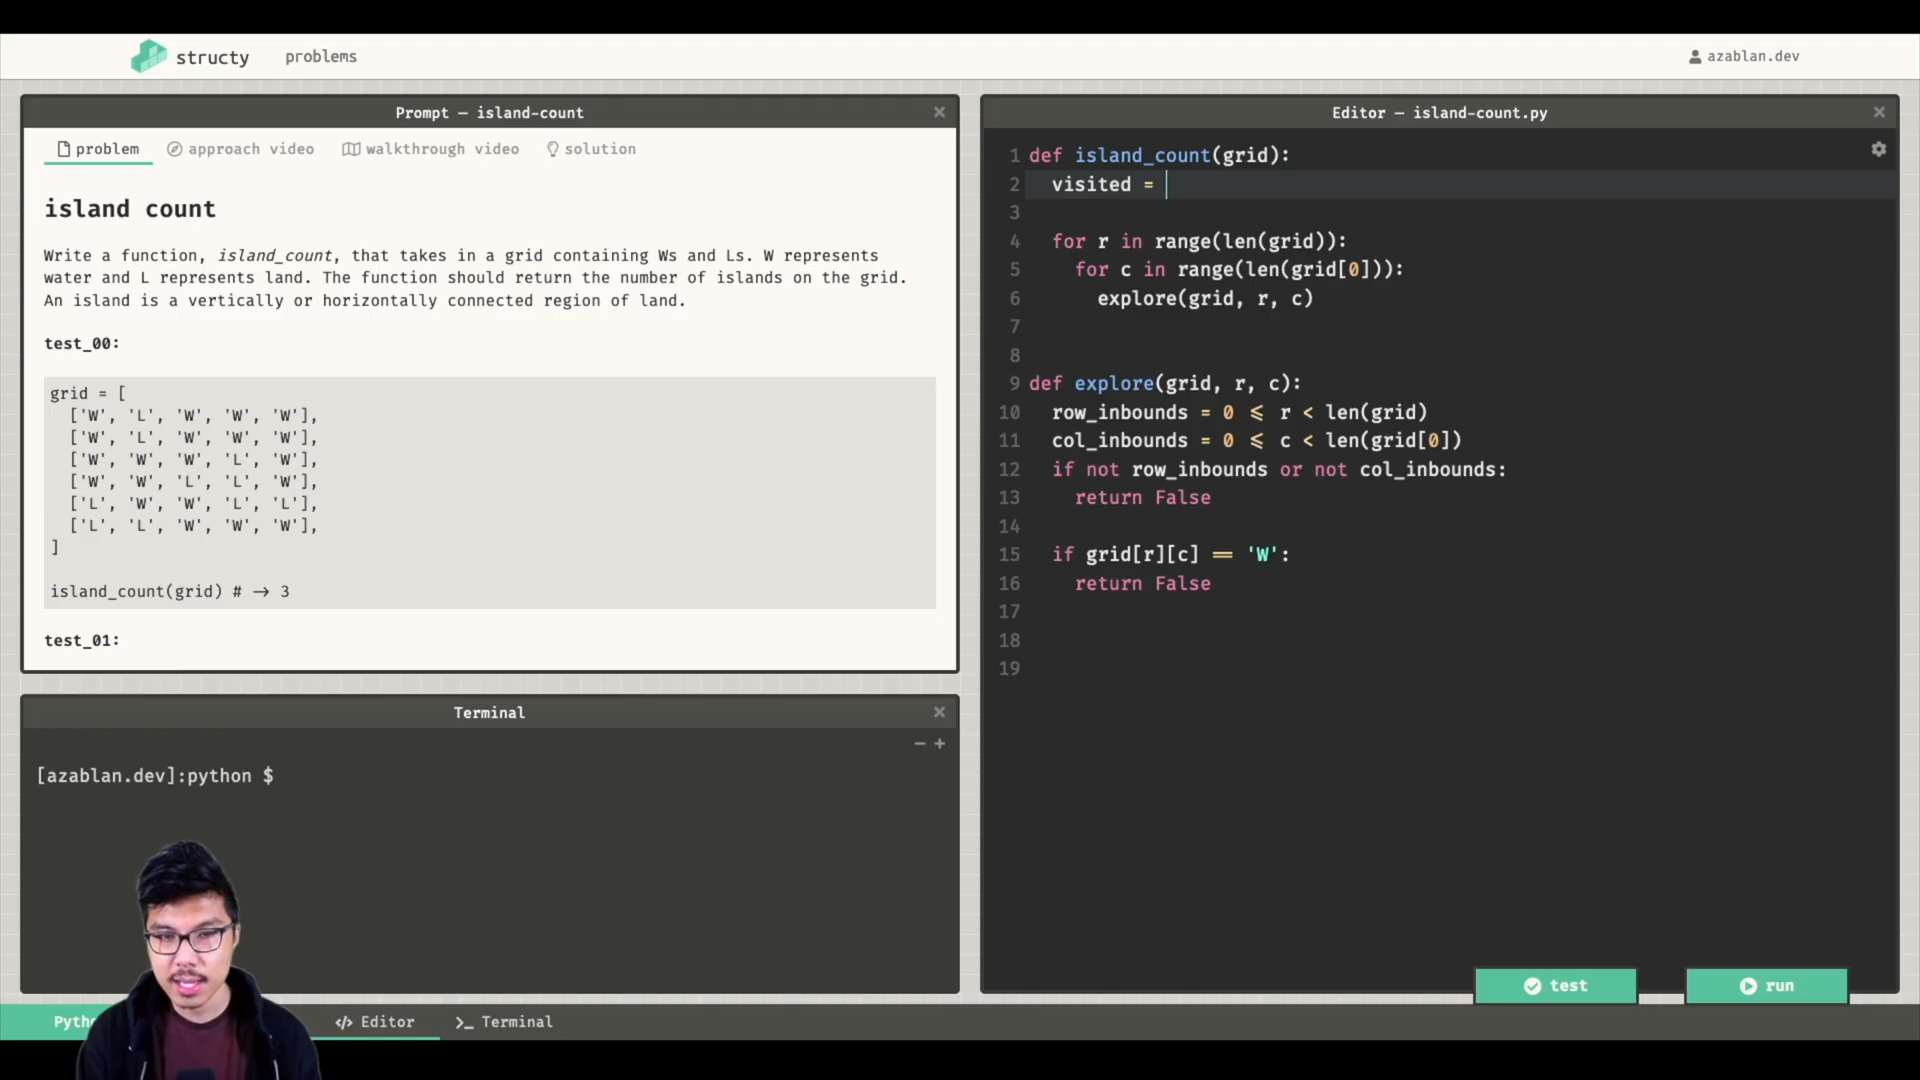 structy problems azablan.dev
Prompt — island-count
problem approach video walkthrough video solution
island count
Write a function, island_count, that takes in a grid containing Ws and Ls. W represents
water and L represents land. The function should return the number of islands on the grid.
An island is a vertically or horizontally connected region of land.
test_00:
grid = [
['W', 'L', 'W', 'W', 'W'],
['W', 'L', 'W', 'W', 'W'],
['W', 'W', 'W', 'L', 'W'],
['W', 'W', 'L', 'L', 'W'],
['L', 'W', 'W', 'L', 'L'],
['L', 'L', 'W', 'W', 'W'],
]
island_count(grid) # -> 3
test_01:
Terminal
− +
[azablan.dev]:python $
Editor — island-count.py
1 def island_count(grid):
2 visited =
3
4 for r in range(len(grid)):
5 for c in range(len(grid[0])):
6 explore(grid, r, c)
7
8
9 def explore(grid, r, c):
10 row_inbounds = 0 <= r < len(grid)
11 col_inbounds = 0 <= c < len(grid[0])
12 if not row_inbounds or not col_inbounds:
13 return False
14
15 if grid[r][c] == 'W':
16 return False
17
18
19
test run
</> Editor >_ Terminal